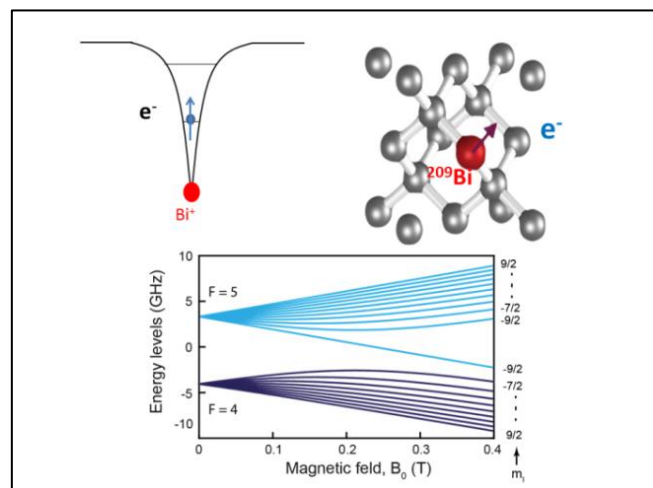 e⁻
Bi⁺
²⁰⁹Bi
e⁻
Energy levels (GHz)
10
5
0
-5
-10
F = 5
F = 4
0
0.1
0.2
0.3
0.4
Magnetic feld, B₀ (T)
9/2
-7/2
-9/2
-9/2
-7/2
9/2
mᵢ